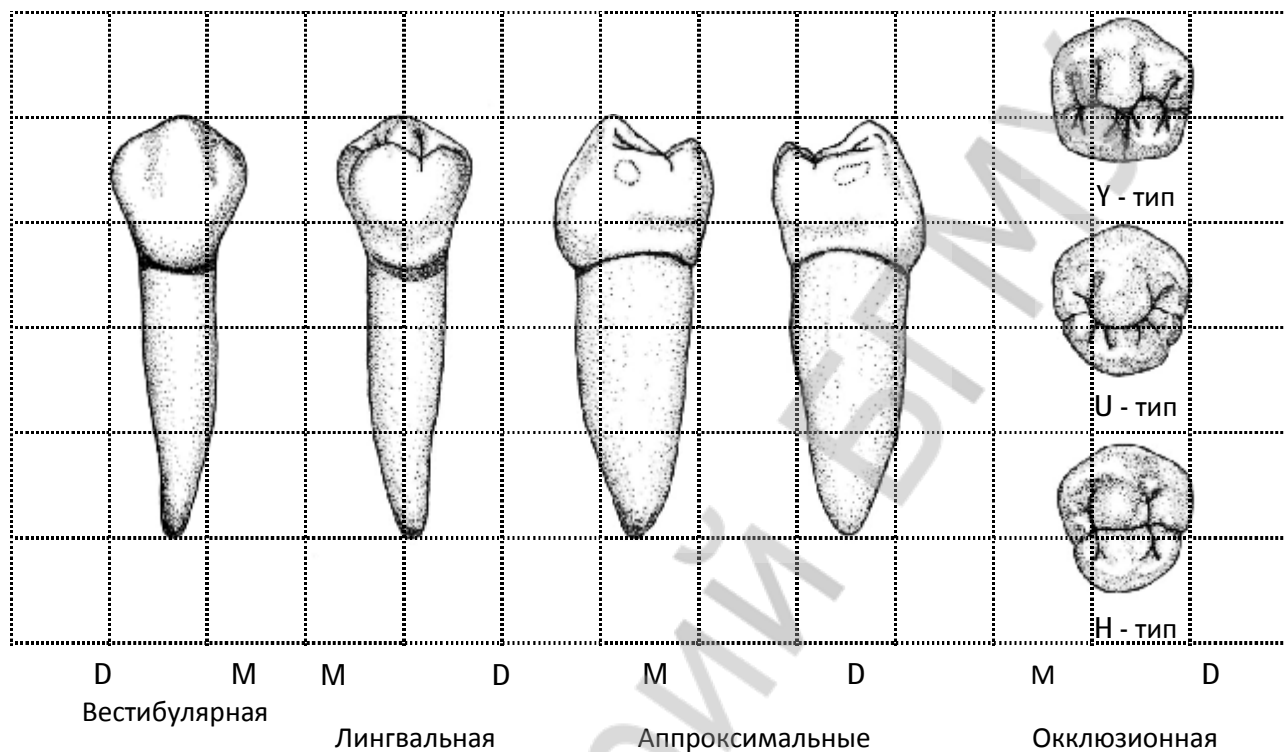 Y - тип
U - тип
H - тип
D M M D M D M D
Вестибулярная
Лингвальная Аппроксимальные Окклюзионная